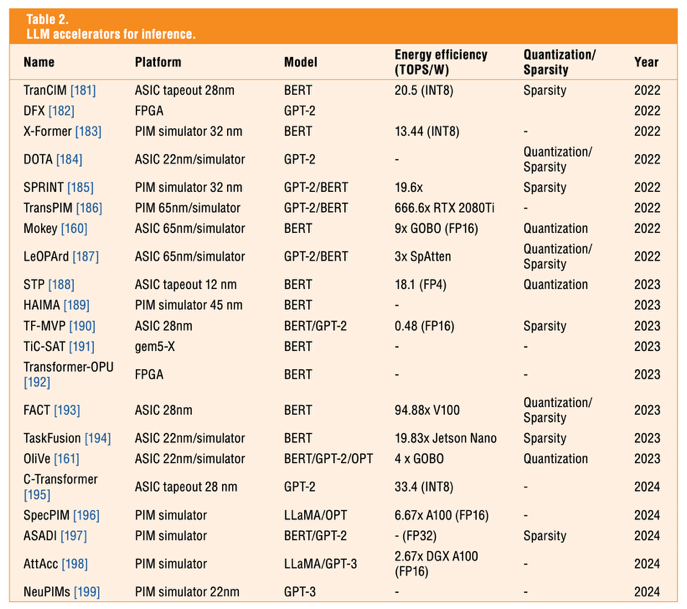 Table 2.
LLM accelerators for inference.
Name Platform Model Energy efficiency (TOPS/W) Quantization/Sparsity Year
TranCIM [181] ASIC tapeout 28nm BERT 20.5 (INT8) Sparsity 2022
DFX [182] FPGA GPT-2 2022
X-Former [183] PIM simulator 32 nm BERT 13.44 (INT8) - 2022
DOTA [184] ASIC 22nm/simulator GPT-2 - Quantization/Sparsity 2022
SPRINT [185] PIM simulator 32 nm GPT-2/BERT 19.6x Sparsity 2022
TransPIM [186] PIM 65nm/simulator GPT-2/BERT 666.6x RTX 2080Ti - 2022
Mokey [160] ASIC 65nm/simulator BERT 9x GOBO (FP16) Quantization 2022
LeOPArd [187] ASIC 65nm/simulator GPT-2/BERT 3x SpAtten Quantization/Sparsity 2022
STP [188] ASIC tapeout 12 nm BERT 18.1 (FP4) Quantization 2023
HAIMA [189] PIM simulator 45 nm BERT - 2023
TF-MVP [190] ASIC 28nm BERT/GPT-2 0.48 (FP16) Sparsity 2023
TiC-SAT [191] gem5-X BERT - - 2023
Transformer-OPU [192] FPGA BERT - - 2023
FACT [193] ASIC 28nm BERT 94.88x V100 Quantization/Sparsity 2023
TaskFusion [194] ASIC 22nm/simulator BERT 19.83x Jetson Nano Sparsity 2023
OliVe [161] ASIC 22nm/simulator BERT/GPT-2/OPT 4 x GOBO Quantization 2023
C-Transformer [195] ASIC tapeout 28 nm GPT-2 33.4 (INT8) - 2024
SpecPIM [196] PIM simulator LLaMA/OPT 6.67x A100 (FP16) - 2024
ASADI [197] PIM simulator BERT/GPT-2 - (FP32) Sparsity 2024
AttAcc [198] PIM simulator LLaMA/GPT-3 2.67x DGX A100 (FP16) - 2024
NeuPIMs [199] PIM simulator 22nm GPT-3 - - 2024